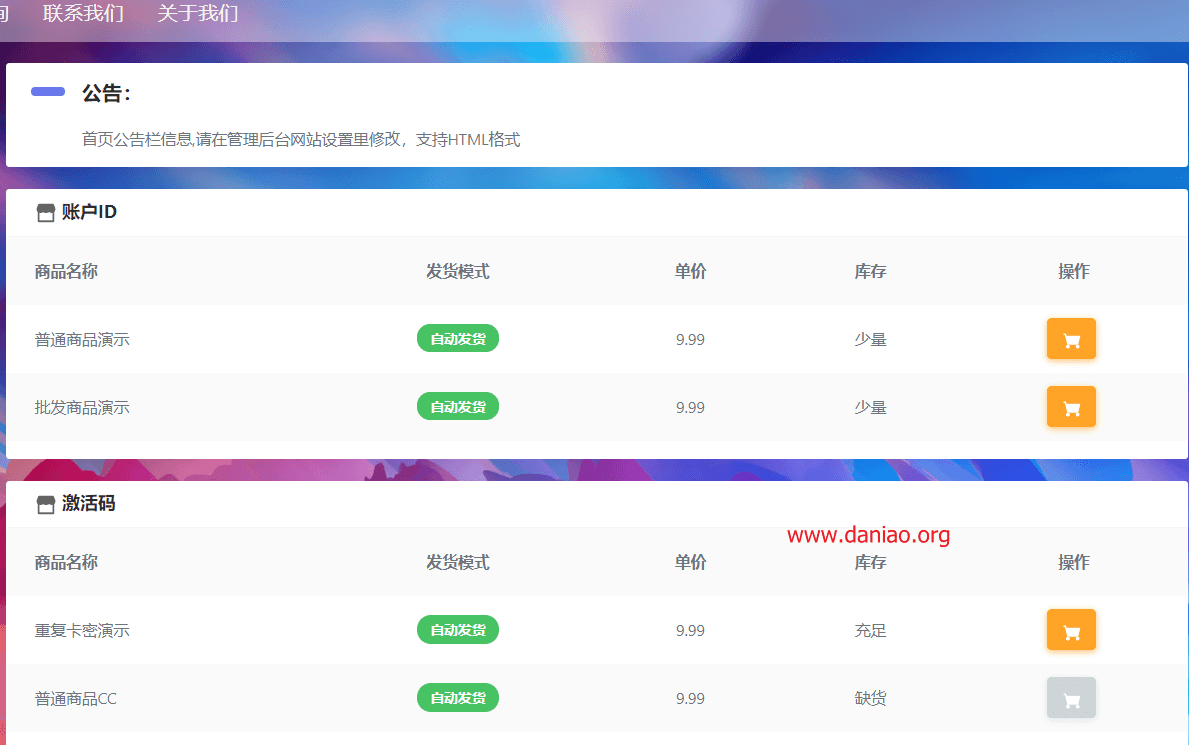 联系我们 关于我们
公告：
首页公告栏信息,请在管理后台网站设置里修改，支持HTML格式
账户ID
商品名称 发货模式 单价 库存 操作
普通商品演示 自动发货 9.99 少量
批发商品演示 自动发货 9.99 少量
激活码
www.daniao.org
商品名称 发货模式 单价 库存 操作
重复卡密演示 自动发货 9.99 充足
普通商品CC 自动发货 9.99 缺货